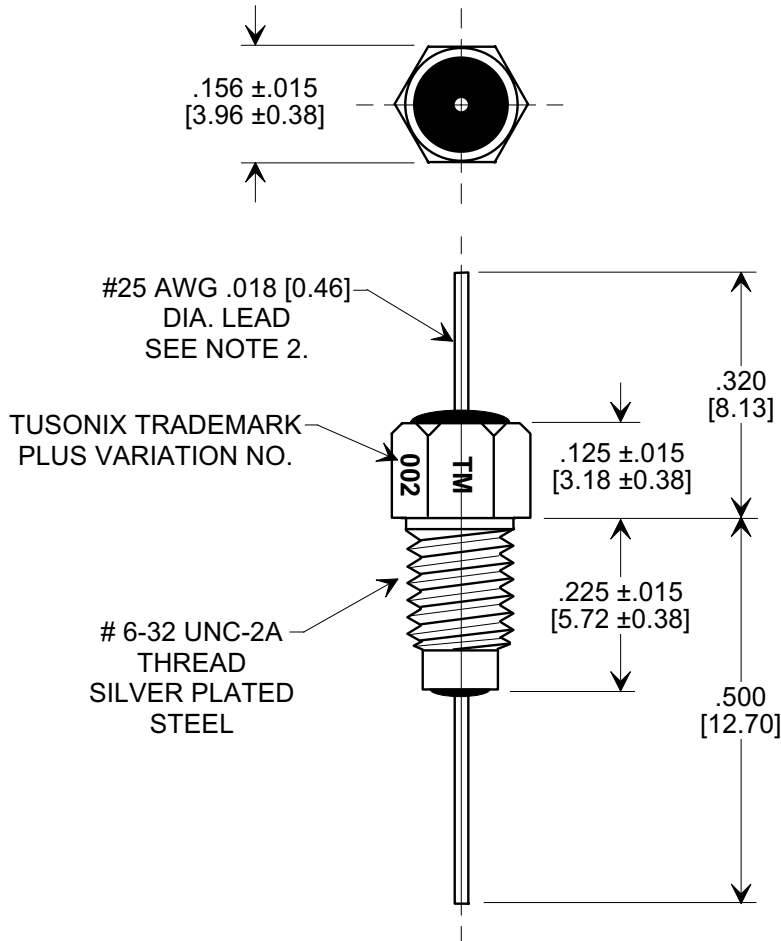 .156 ±.015
[3.96 ±0.38]
#25 AWG .018 [0.46]
DIA. LEAD
SEE NOTE 2.
.320
[8.13]
TUSONIX TRADEMARK
PLUS VARIATION NO.
002
TM
.125 ±.015
[3.18 ±0.38]
# 6-32 UNC-2A
THREAD
SILVER PLATED
STEEL
.225 ±.015
[5.72 ±0.38]
.500
[12.70]